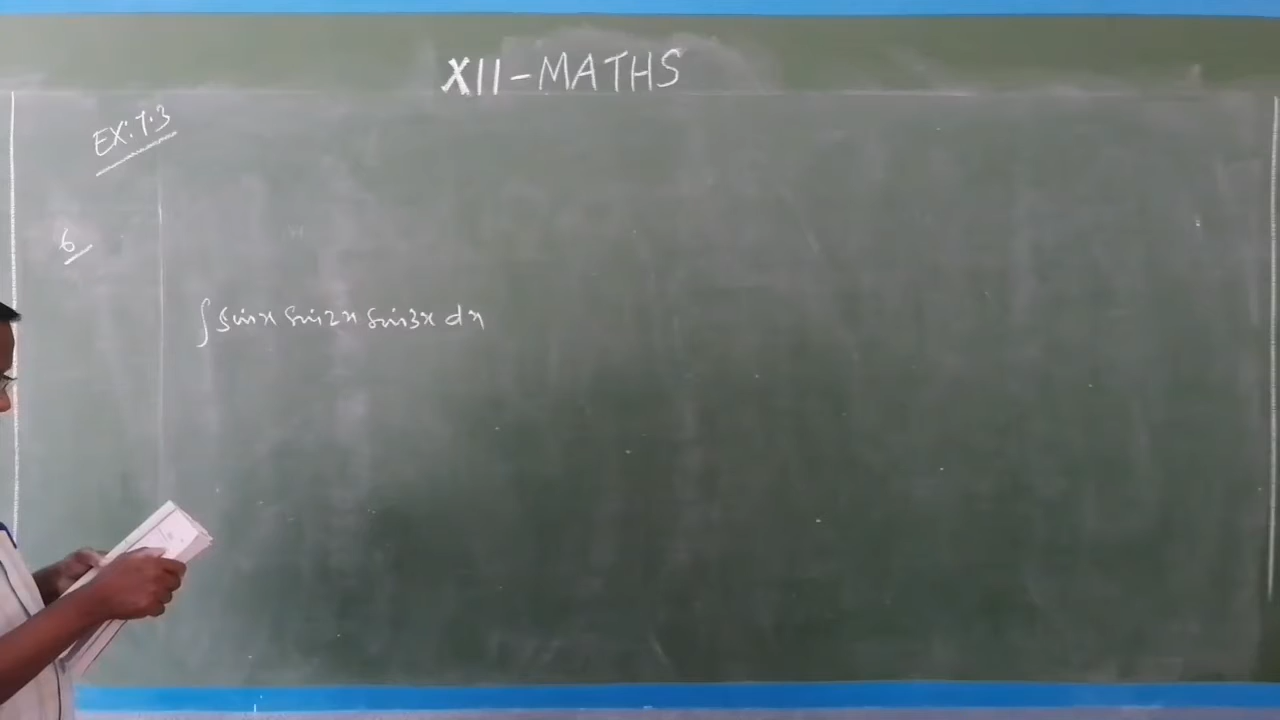 XII-MATHS
EX:7.3
6
∫sinx sin2x sin3x dx